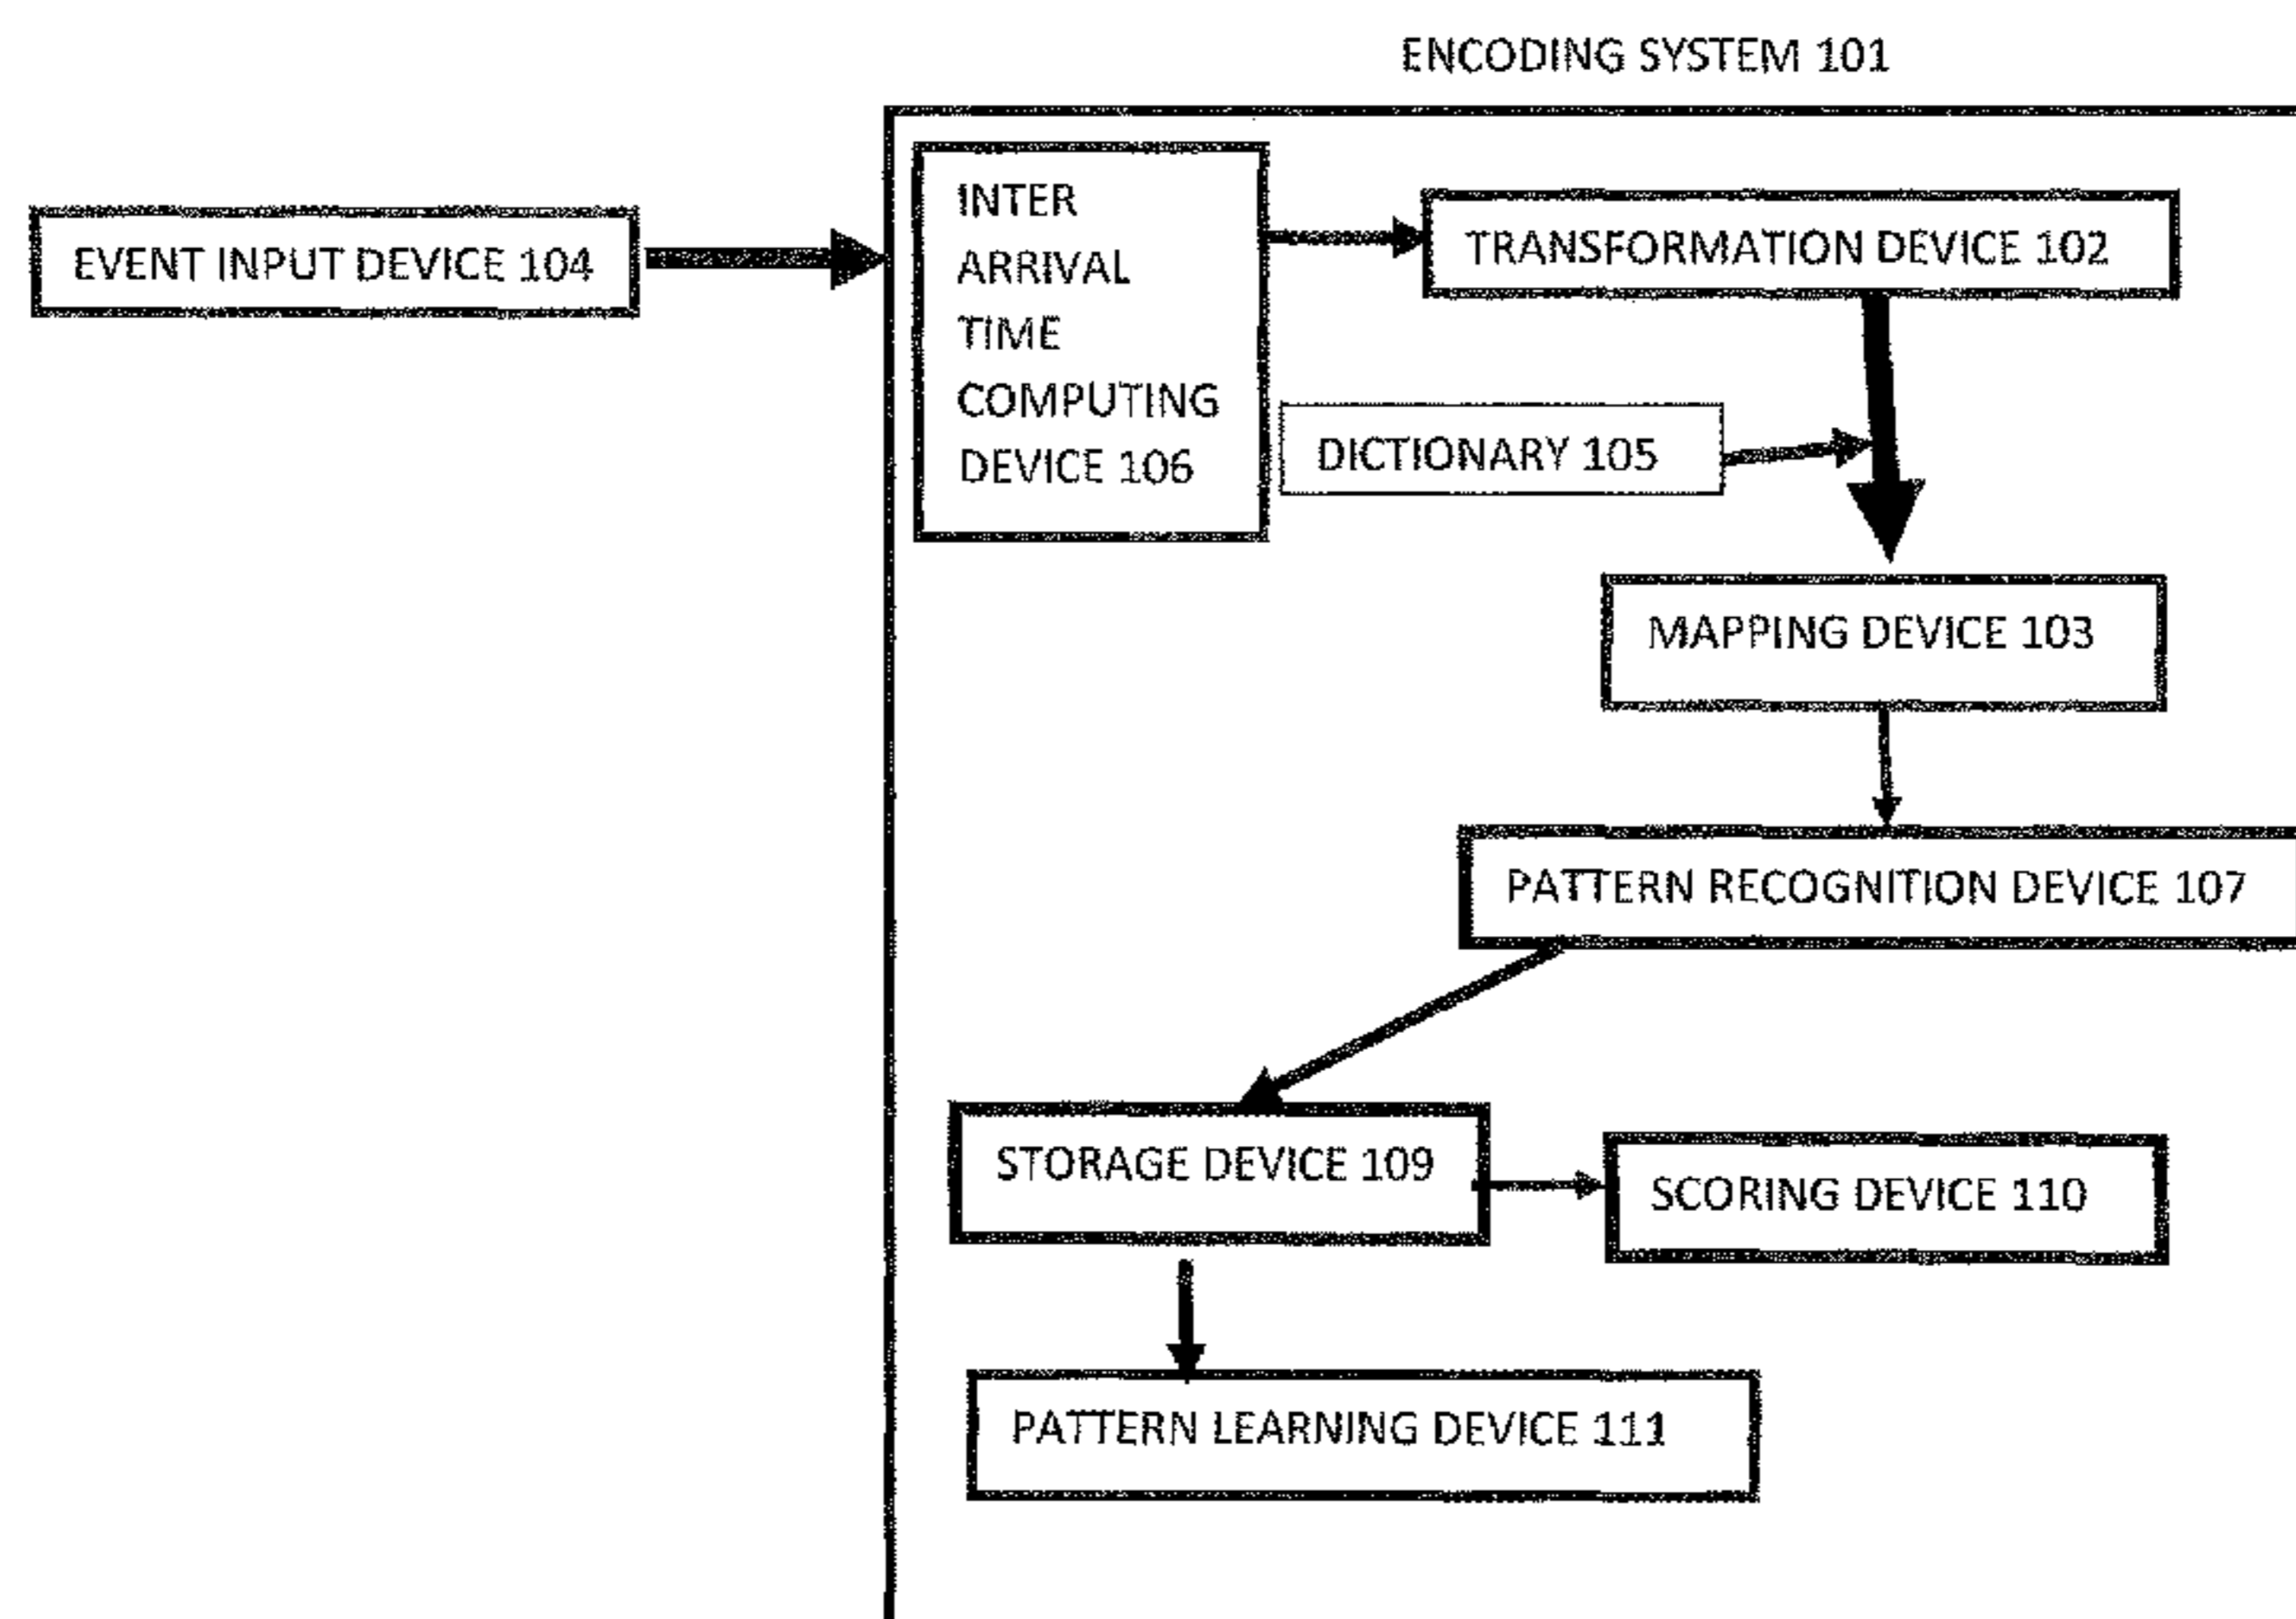 ENCODING SYSTEM 101
EVENT INPUT DEVICE 104
INTER
ARRIVAL
TIME
COMPUTING
DEVICE 106
TRANSFORMATION DEVICE 102
DICTIONARY 105
MAPPING DEVICE 103
PATTERN RECOGNITION DEVICE 107
STORAGE DEVICE 109
SCORING DEVICE 110
PATTERN LEARNING DEVICE 111